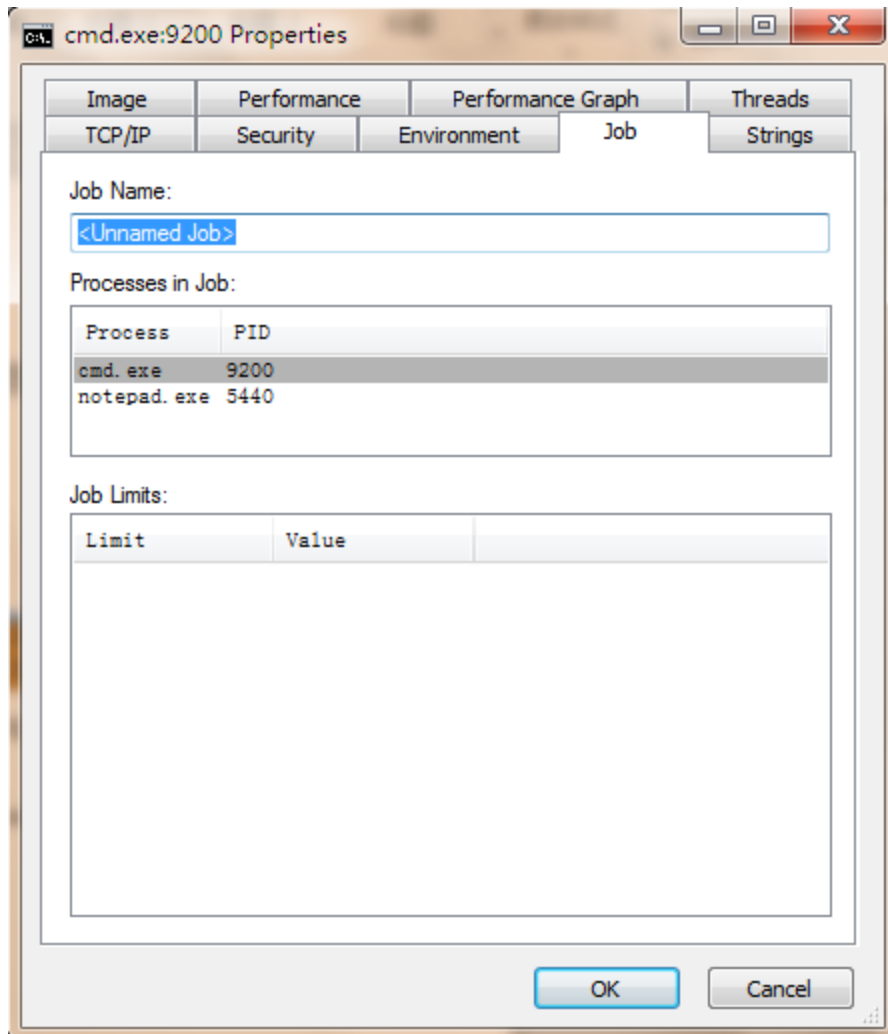 cmd.exe:9200 Properties
Image Performance Performance Graph Threads
TCP/IP Security Environment Job Strings
Job Name:
<Unnamed Job>
Processes in Job:
Process PID
cmd.exe 9200
notepad.exe 5440
Job Limits:
Limit Value
OK Cancel